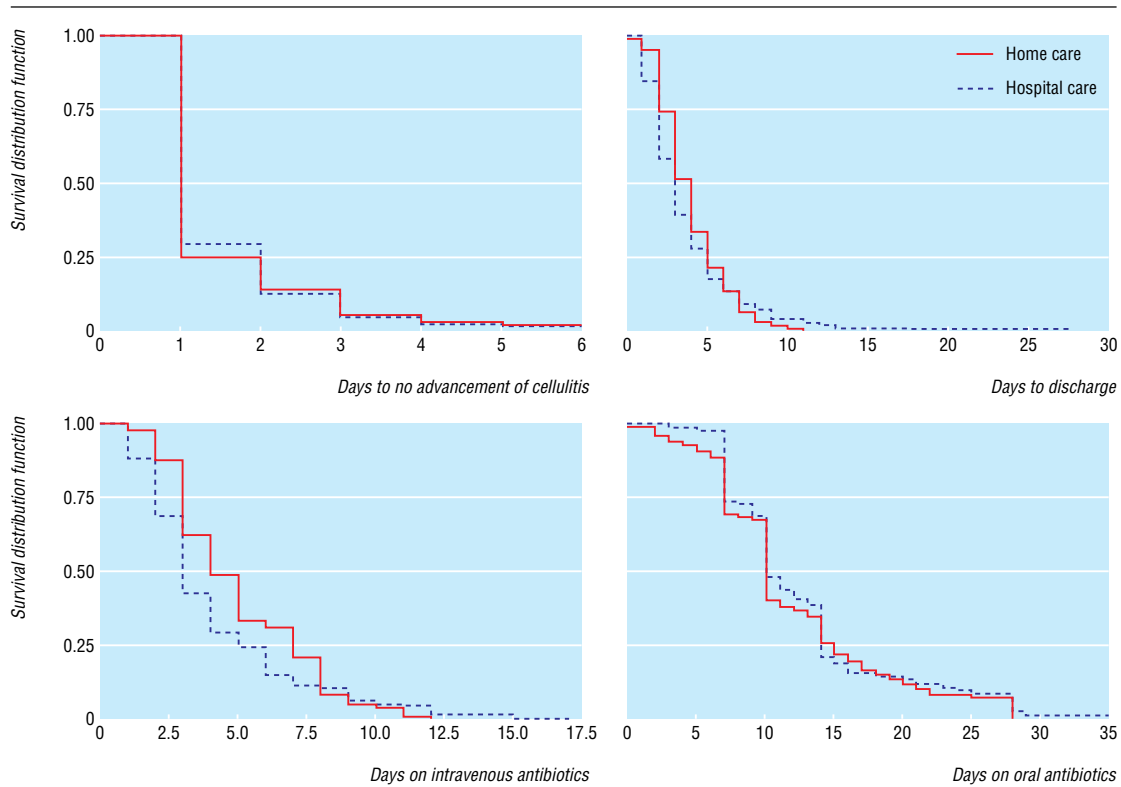 1.00
0.75
0.50
0.25
0
Survival distribution function
0 1 2 3 4 5 6
Days to no advancement of cellulitis
Home care
Hospital care
0 5 10 15 20 25 30
Days to discharge
1.00
0.75
0.50
0.25
0
Survival distribution function
0 2.5 5.0 7.5 10.0 12.5 15.0 17.5
Days on intravenous antibiotics
0 5 10 15 20 25 30 35
Days on oral antibiotics